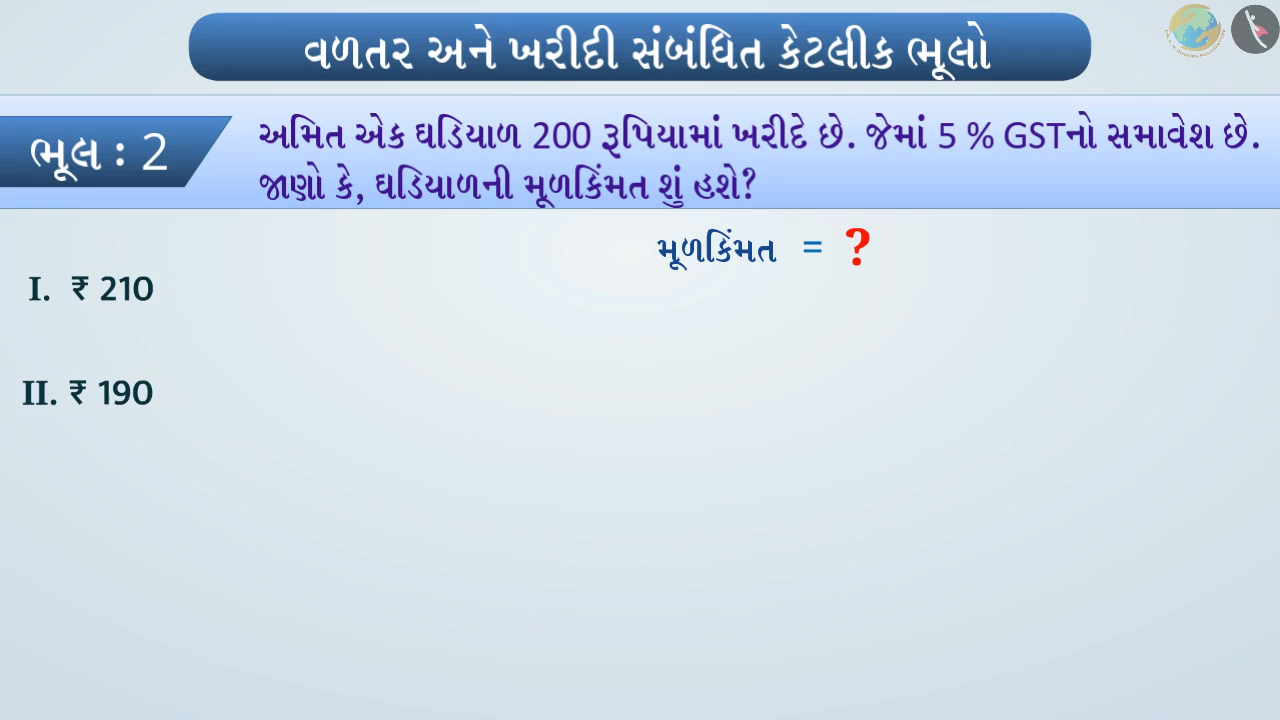 વળતર અને ખરીદી સંબંધિત કેટલીક ભૂલો
ભૂલ : 2
અમિત એક ઘડિયાળ 200 રૂપિયામાં ખરીદે છે. જેમાં 5 % GSTનો સમાવેશ છે.
જાણો કે, ઘડિયાળની મૂળકિંમત શું હશે?
મૂળકિંમત = ?
I. ₹ 210
II. ₹ 190